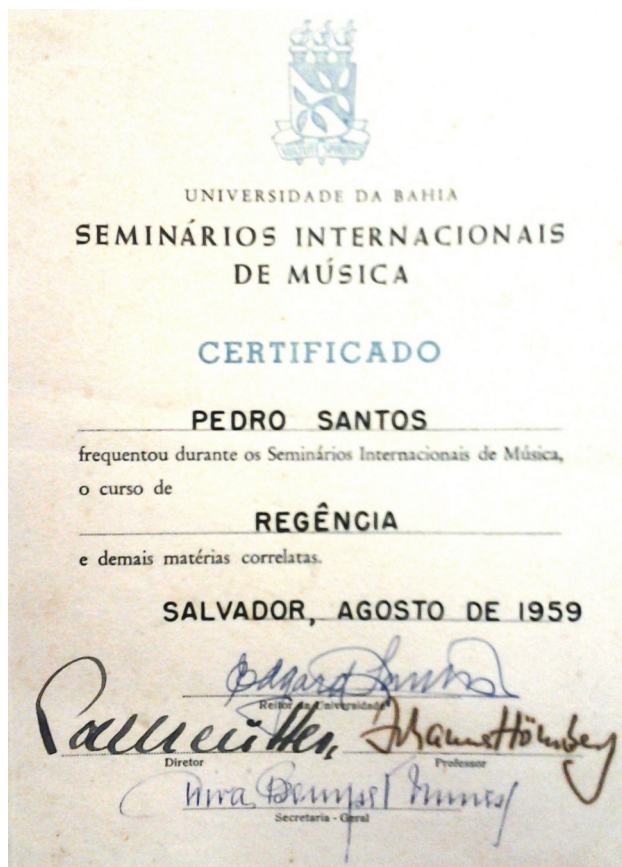 UNIVERSIDADE DA BAHIA
SEMINÁRIOS INTERNACIONAIS
DE MÚSICA
CERTIFICADO
PEDRO SANTOS
frequentou durante os Seminários Internacionais de Música,
o curso de
REGÊNCIA
e demais matérias correlatas.
SALVADOR, AGOSTO DE 1959
Edgard Santos
Reitor da Universidade
Diretor
Professor
Secretaria - Geral